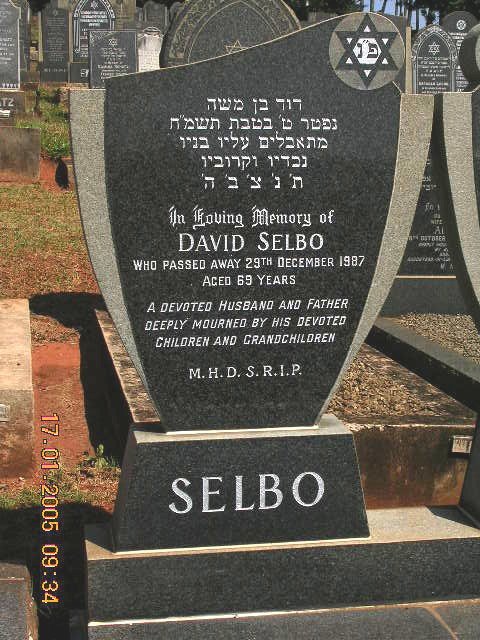 פ נ
דוד בן משה
נפטר ט' בטבת תשמ"ח
מתאבלים עליו בניו
נכדיו וקרוביו
ת' נ' צ' ב' ה'
In Loving Memory of
DAVID SELBO
WHO PASSED AWAY 29TH DECEMBER 1987
AGED 69 YEARS
A DEVOTED HUSBAND AND FATHER
DEEPLY MOURNED BY HIS DEVOTED
CHILDREN AND GRANDCHILDREN
M.H.D.S.R.I.P.
SELBO
17.01.2005 09:34